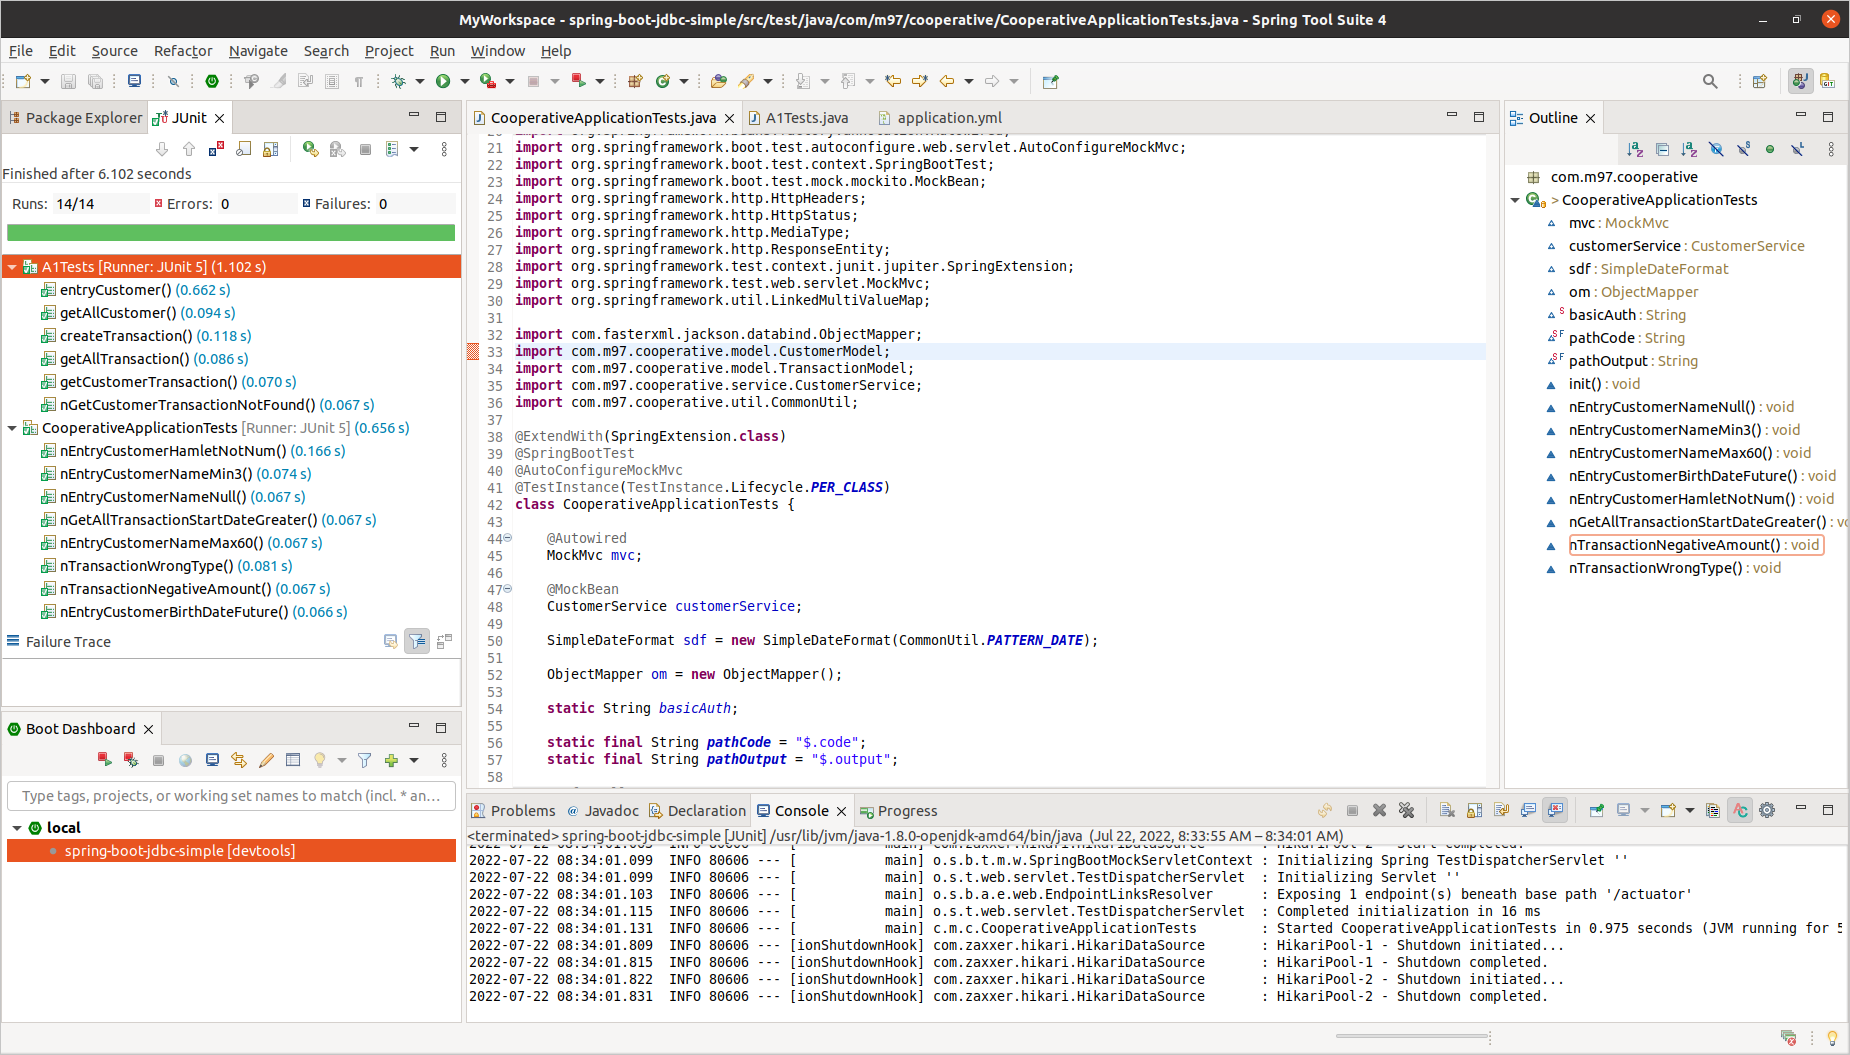 MyWorkspace - spring-boot-jdbc-simple/src/test/java/com/m97/cooperative/CooperativeApplicationTests.java - Spring Tool Suite 4
File Edit Source Refactor Navigate Search Project Run Window Help
Package Explorer JUnit
Finished after 6.102 seconds
Runs: 14/14 Errors: 0 Failures: 0
A1Tests [Runner: JUnit 5] (1.102 s)
entryCustomer() (0.662 s)
getAllCustomer() (0.094 s)
createTransaction() (0.118 s)
getAllTransaction() (0.086 s)
getCustomerTransaction() (0.070 s)
nGetCustomerTransactionNotFound() (0.067 s)
CooperativeApplicationTests [Runner: JUnit 5] (0.656 s)
nEntryCustomerHamletNotNum() (0.166 s)
nEntryCustomerNameMin3() (0.074 s)
nEntryCustomerNameNull() (0.067 s)
nGetAllTransactionStartDateGreater() (0.067 s)
nEntryCustomerNameMax60() (0.067 s)
nTransactionWrongType() (0.081 s)
nTransactionNegativeAmount() (0.067 s)
nEntryCustomerBirthDateFuture() (0.066 s)
Failure Trace
Boot Dashboard
Type tags, projects, or working set names to match (incl. * an...
local
spring-boot-jdbc-simple [devtools]
CooperativeApplicationTests.java A1Tests.java application.yml
21 import org.springframework.boot.test.autoconfigure.web.servlet.AutoConfigureMockMvc;
22 import org.springframework.boot.test.context.SpringBootTest;
23 import org.springframework.boot.test.mock.mockito.MockBean;
24 import org.springframework.http.HttpHeaders;
25 import org.springframework.http.HttpStatus;
26 import org.springframework.http.MediaType;
27 import org.springframework.http.ResponseEntity;
28 import org.springframework.test.context.junit.jupiter.SpringExtension;
29 import org.springframework.test.web.servlet.MockMvc;
30 import org.springframework.util.LinkedMultiValueMap;
31
32 import com.fasterxml.jackson.databind.ObjectMapper;
33 import com.m97.cooperative.model.CustomerModel;
34 import com.m97.cooperative.model.TransactionModel;
35 import com.m97.cooperative.service.CustomerService;
36 import com.m97.cooperative.util.CommonUtil;
37
38 @ExtendWith(SpringExtension.class)
39 @SpringBootTest
40 @AutoConfigureMockMvc
41 @TestInstance(TestInstance.Lifecycle.PER_CLASS)
42 class CooperativeApplicationTests {
43
44 @Autowired
45 MockMvc mvc;
46
47 @MockBean
48 CustomerService customerService;
49
50 SimpleDateFormat sdf = new SimpleDateFormat(CommonUtil.PATTERN_DATE);
51
52 ObjectMapper om = new ObjectMapper();
53
54 static String basicAuth;
55
56 static final String pathCode = "$.code";
57 static final String pathOutput = "$.output";
58
Outline
com.m97.cooperative
> CooperativeApplicationTests
mvc : MockMvc
customerService : CustomerService
sdf : SimpleDateFormat
om : ObjectMapper
basicAuth : String
pathCode : String
pathOutput : String
init() : void
nEntryCustomerNameNull() : void
nEntryCustomerNameMin3() : void
nEntryCustomerNameMax60() : void
nEntryCustomerBirthDateFuture() : void
nEntryCustomerHamletNotNum() : void
nGetAllTransactionStartDateGreater() : vo
nTransactionNegativeAmount() : void
nTransactionWrongType() : void
Problems Javadoc Declaration Console Progress
<terminated> spring-boot-jdbc-simple [JUnit] /usr/lib/jvm/java-1.8.0-openjdk-amd64/bin/java (Jul 22, 2022, 8:33:55 AM – 8:34:01 AM)
2022-07-22 08:34:01.099 INFO 80606 --- [ main] o.s.b.t.m.w.SpringBootMockServletContext : Initializing Spring TestDispatcherServlet ''
2022-07-22 08:34:01.099 INFO 80606 --- [ main] o.s.t.web.servlet.TestDispatcherServlet : Initializing Servlet ''
2022-07-22 08:34:01.103 INFO 80606 --- [ main] o.s.b.a.e.web.EndpointLinksResolver : Exposing 1 endpoint(s) beneath base path '/actuator'
2022-07-22 08:34:01.115 INFO 80606 --- [ main] o.s.t.web.servlet.TestDispatcherServlet : Completed initialization in 16 ms
2022-07-22 08:34:01.131 INFO 80606 --- [ main] c.m.c.CooperativeApplicationTests : Started CooperativeApplicationTests in 0.975 seconds (JVM running for 5
2022-07-22 08:34:01.809 INFO 80606 --- [ionShutdownHook] com.zaxxer.hikari.HikariDataSource : HikariPool-1 - Shutdown initiated...
2022-07-22 08:34:01.815 INFO 80606 --- [ionShutdownHook] com.zaxxer.hikari.HikariDataSource : HikariPool-1 - Shutdown completed.
2022-07-22 08:34:01.822 INFO 80606 --- [ionShutdownHook] com.zaxxer.hikari.HikariDataSource : HikariPool-2 - Shutdown initiated...
2022-07-22 08:34:01.831 INFO 80606 --- [ionShutdownHook] com.zaxxer.hikari.HikariDataSource : HikariPool-2 - Shutdown completed.